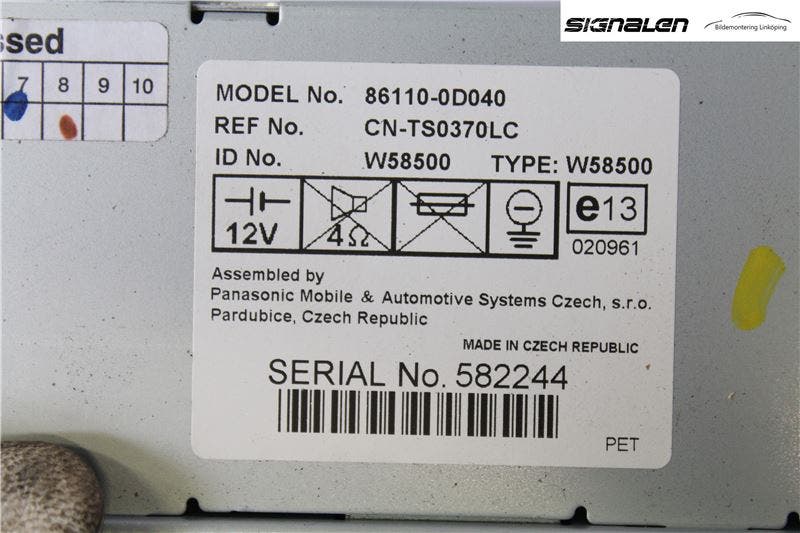 SIGNALEN
Bildemontering Linköping
ssed
7 8 9 10
MODEL No. 86110-0D040
REF No. CN-TS0370LC
ID No. W58500 TYPE: W58500
12V 4Ω e13
020961
Assembled by
Panasonic Mobile & Automotive Systems Czech, s.r.o.
Pardubice, Czech Republic
MADE IN CZECH REPUBLIC
SERIAL No. 582244
PET